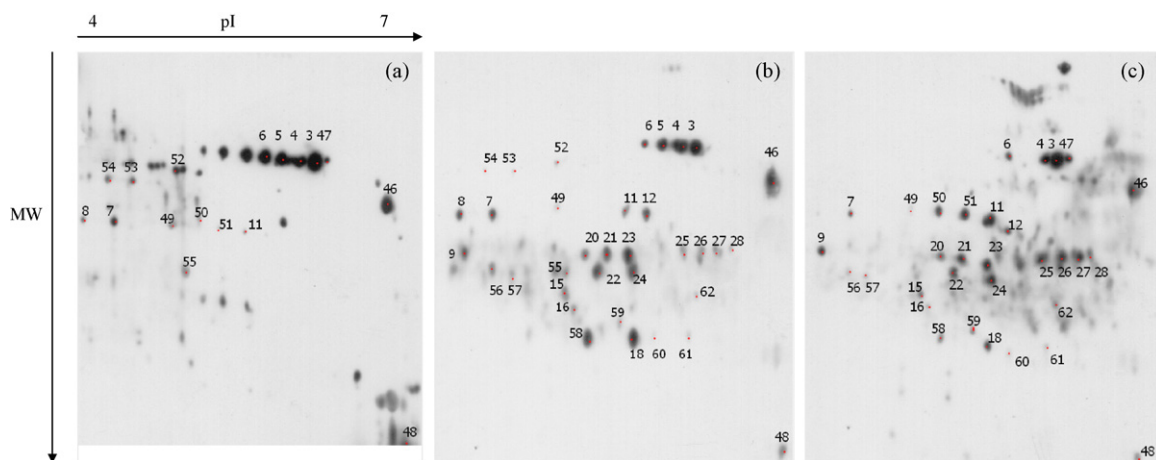 4 pI 7
MW
(a)
6 5 4 3 47
54 53 52
46
8 7 49 50 51 11
55
48
(b)
6 5 4 3
54 53 52
46
8 7 49 11 12
9 20 21 23 25 26 27 28
55 22 24
56 57 15 62
16 59
58 18 60 61
48
(c)
6 4 3 47
46
7 49 50 51 11
12
9 20 21 23
22 25 26 27 28
56 57 15 24
16 62
58 59 18
60 61
48